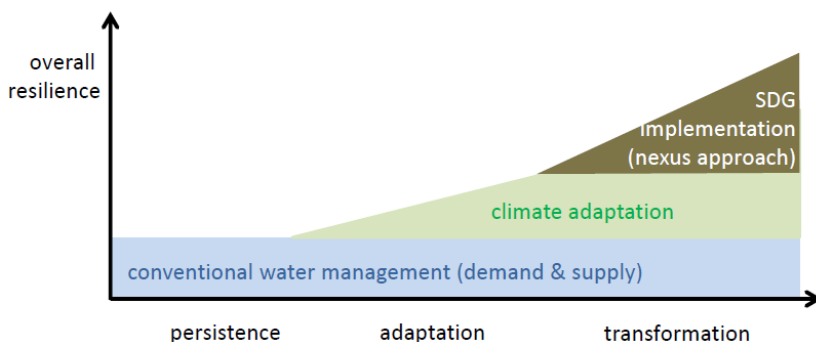 overall
resilience
SDG
implementation
(nexus approach)
climate adaptation
conventional water management (demand & supply)
persistence
adaptation
transformation